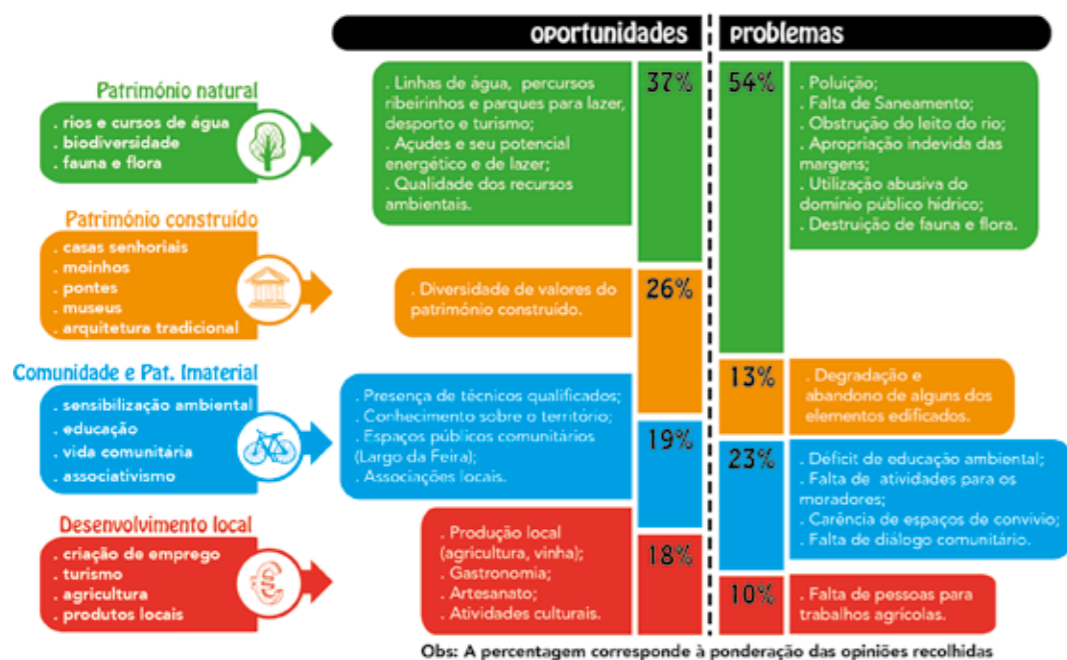 oportunidades
problemas
Património natural
. rios e cursos de água
. biodiversidade
. fauna e flora
. Linhas de água, percursos
ribeirinhos e parques para lazer,
desporto e turismo;
. Açudes e seu potencial
energético e de lazer;
. Qualidade dos recursos
ambientais.
37%
54%
. Poluição;
. Falta de Saneamento;
. Obstrução do leito do rio;
. Apropriação indevida das
margens;
. Utilização abusiva do
domínio público hídrico;
. Destruição de fauna e flora.
Património construído
. casas senhoriais
. moinhos
. pontes
. museus
. arquitetura tradicional
. Diversidade de valores do
património construído.
26%
13%
. Degradação e
abandono de alguns dos
elementos edificados.
Comunidade e Pat. Imaterial
. sensibilização ambiental
. educação
. vida comunitária
. associativismo
. Presença de técnicos qualificados;
. Conhecimento sobre o território;
. Espaços públicos comunitários
(Largo da Feira);
. Associações locais.
19%
23%
. Déficit de educação ambiental;
. Falta de atividades para os
moradores;
. Carência de espaços de convivio;
. Falta de diálogo comunitário.
Desenvolvimento local
. criação de emprego
. turismo
. agricultura
. produtos locais
€
. Produção local
(agricultura, vinha);
. Gastronomia;
. Artesanato;
. Atividades culturais.
18%
10%
. Falta de pessoas para
trabalhos agrícolas.
Obs: A percentagem corresponde à ponderação das opiniões recolhidas